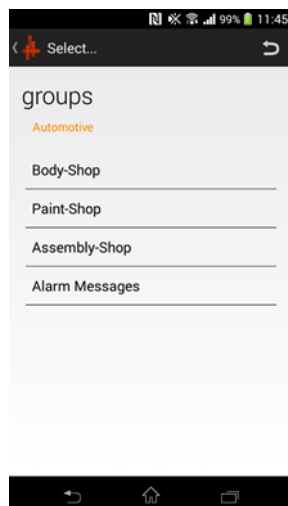 99% 11:45
Select...
groups
Automotive
Body-Shop
Paint-Shop
Assembly-Shop
Alarm Messages